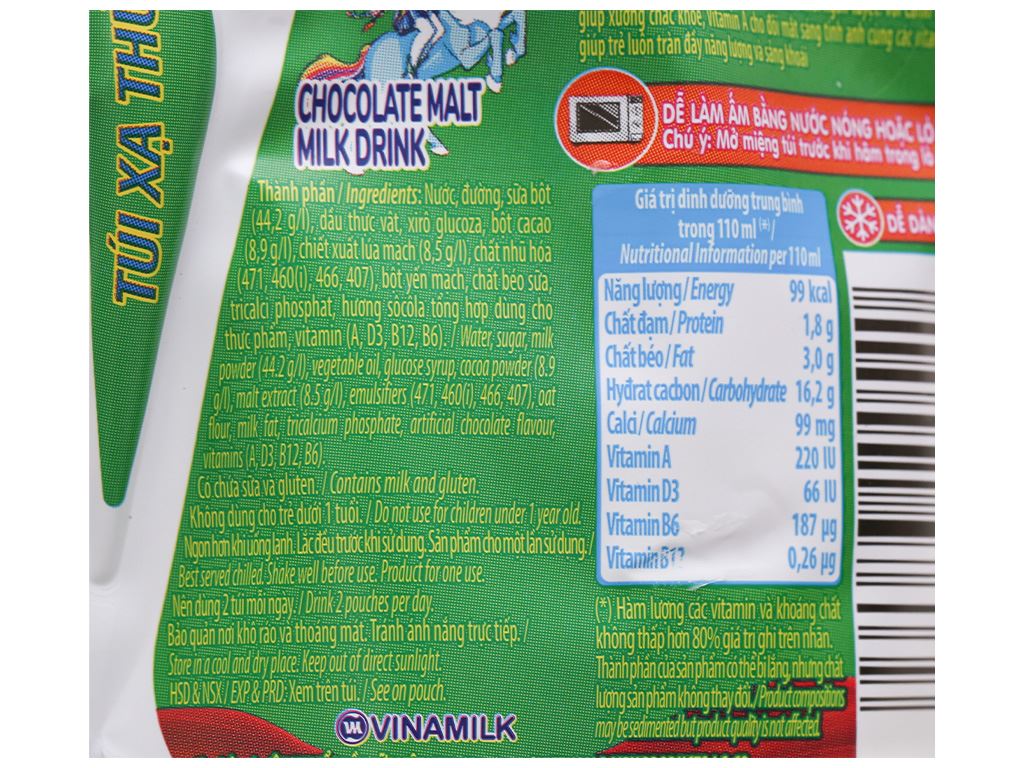 TÚI XẠ TH
CHOCOLATE MALT
MILK DRINK
Thành phần / Ingredients: Nước, đường, sữa bột
(44,2 g/l), dầu thực vật, xirô glucoza, bột cacao
(8,9 g/l), chiết xuất lúa mạch (8,5 g/l), chất nhũ hóa
(471, 460(i), 466, 407), bột yến mạch, chất béo sữa,
tricalci phosphat, hương sôcôla tổng hợp dùng cho
thực phẩm, vitamin (A, D3, B12, B6). / Water, sugar, milk
powder (44.2 g/l), vegetable oil, glucose syrup, cocoa powder (8.9
g/l), malt extract (8.5 g/l), emulsifiers (471, 460(i), 466, 407), oat
flour, milk fat, tricalcium phosphate, artificial chocolate flavour,
vitamins (A, D3, B12, B6).
Có chứa sữa và gluten. / Contains milk and gluten.
Không dùng cho trẻ dưới 1 tuổi. / Do not use for children under 1 year old.
Ngon hơn khi uống lạnh. Lắc đều trước khi sử dụng. Sản phẩm cho một lần sử dụng. /
Best served chilled. Shake well before use. Product for one use.
Nên dùng 2 túi mỗi ngày. / Drink 2 pouches per day.
Bảo quản nơi khô ráo và thoáng mát. Tránh ánh nắng trực tiếp. /
Store in a cool and dry place. Keep out of direct sunlight.
HSD & NSX / EXP & PRD: Xem trên túi. / See on pouch.
VINAMILK
giúp xương chắc khỏe, vitamin A cho đôi mắt sáng tinh anh cùng các
giúp trẻ luôn tràn đầy năng lượng và sảng khoái
DỄ LÀM ẤM BẰNG NƯỚC NÓNG HOẶC LÒ
Chú ý: Mở miệng túi trước khi hâm trong lò
DỄ DÀN
Giá trị dinh dưỡng trung bình
trong 110 ml (*) /
Nutritional Information per 110 ml
Năng lượng / Energy 99 kcal
Chất đạm / Protein 1,8 g
Chất béo / Fat 3,0 g
Hyđrat cacbon / Carbohydrate 16,2 g
Calci / Calcium 99 mg
Vitamin A 220 IU
Vitamin D3 66 IU
Vitamin B6 187 µg
Vitamin B12 0,26 µg
(*) Hàm lượng các vitamin và khoáng chất
không thấp hơn 80% giá trị ghi trên nhãn.
Thành phần của sản phẩm có thể bị lắng, nhưng chất
lượng sản phẩm không thay đổi. / Product compositions
may be sedimented but product quality is not affected.